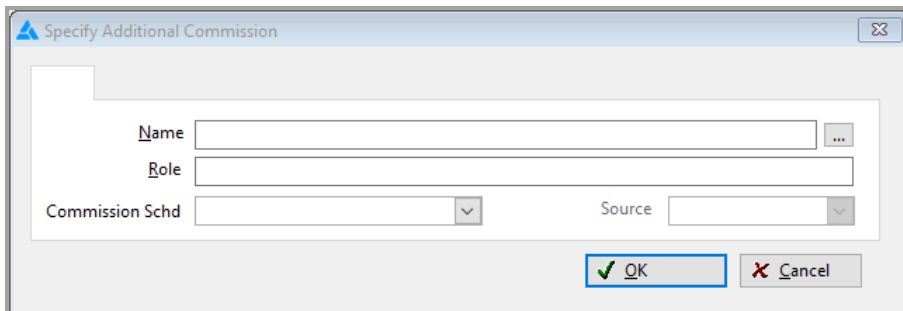 Specify Additional Commission
Name ...
Role
Commission Schd Source
OK Cancel